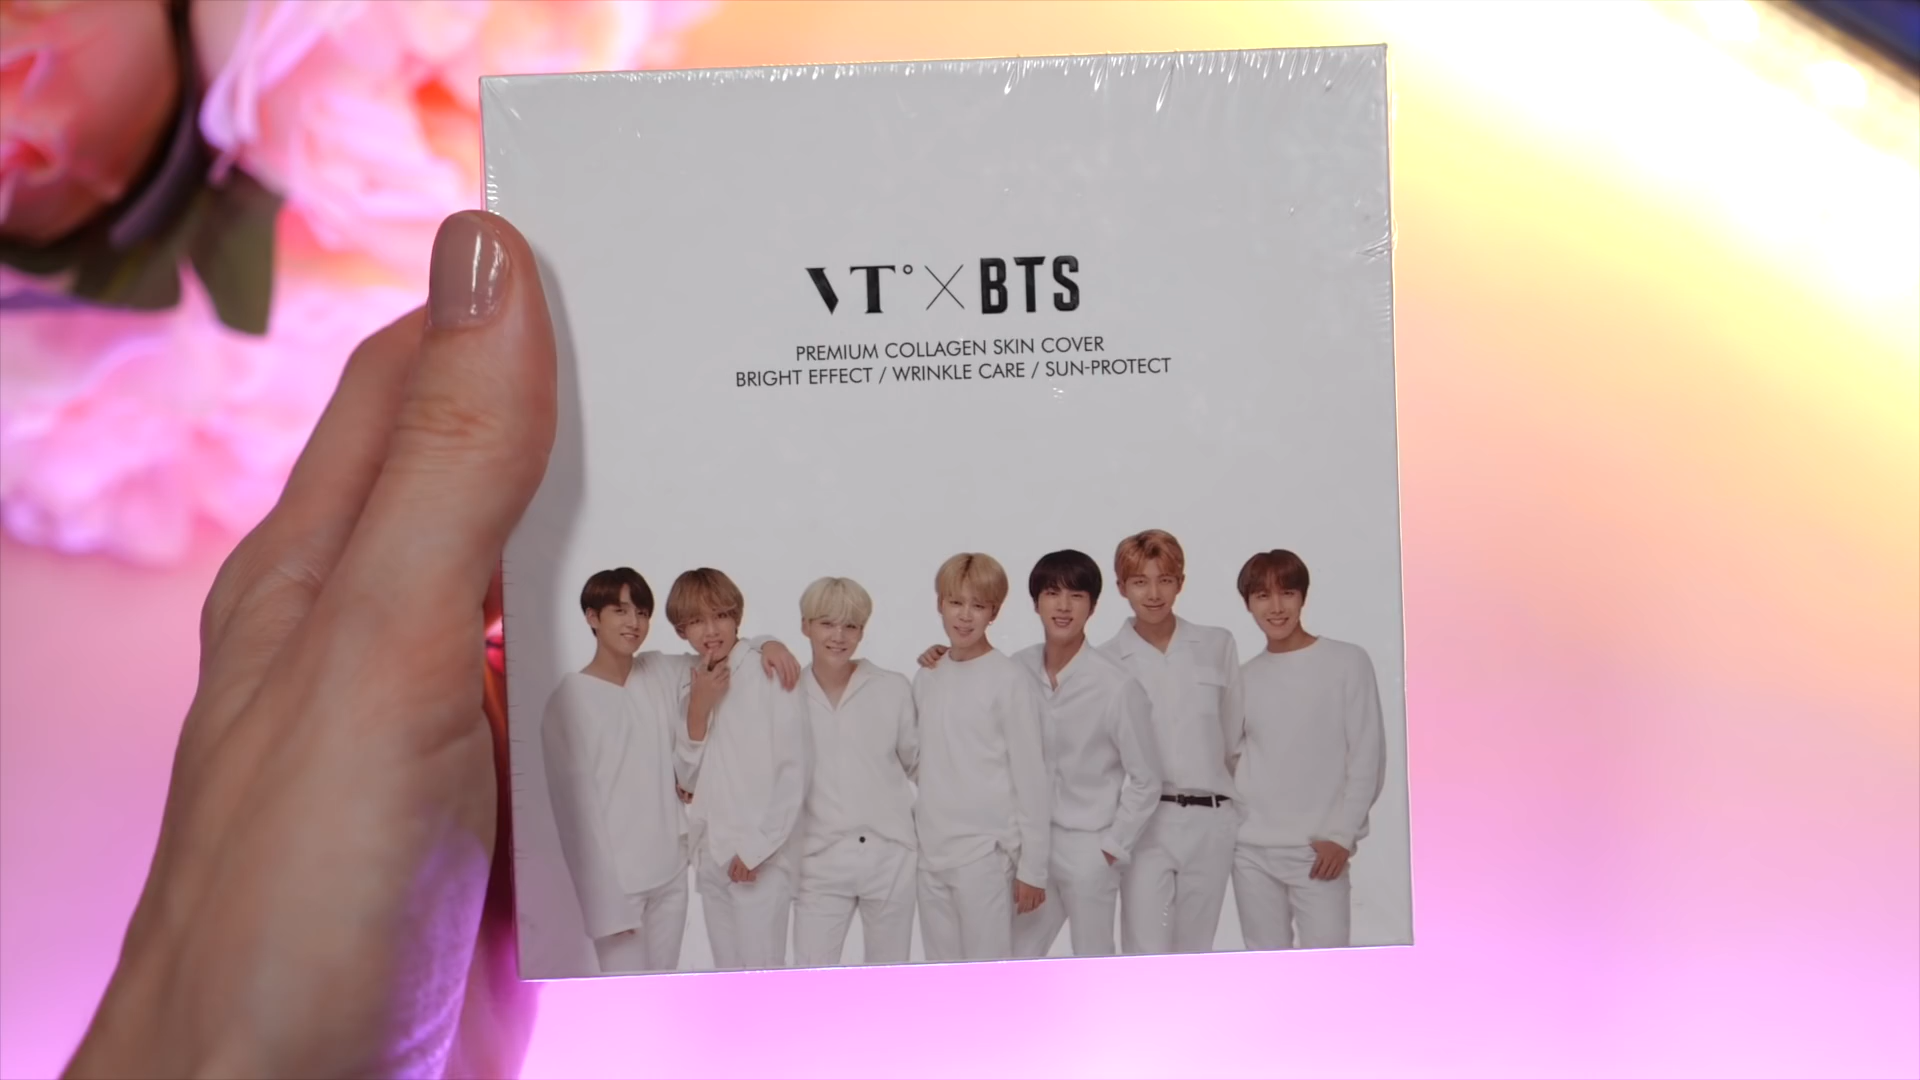 VT° × BTS
PREMIUM COLLAGEN SKIN COVER
BRIGHT EFFECT / WRINKLE CARE / SUN-PROTECT